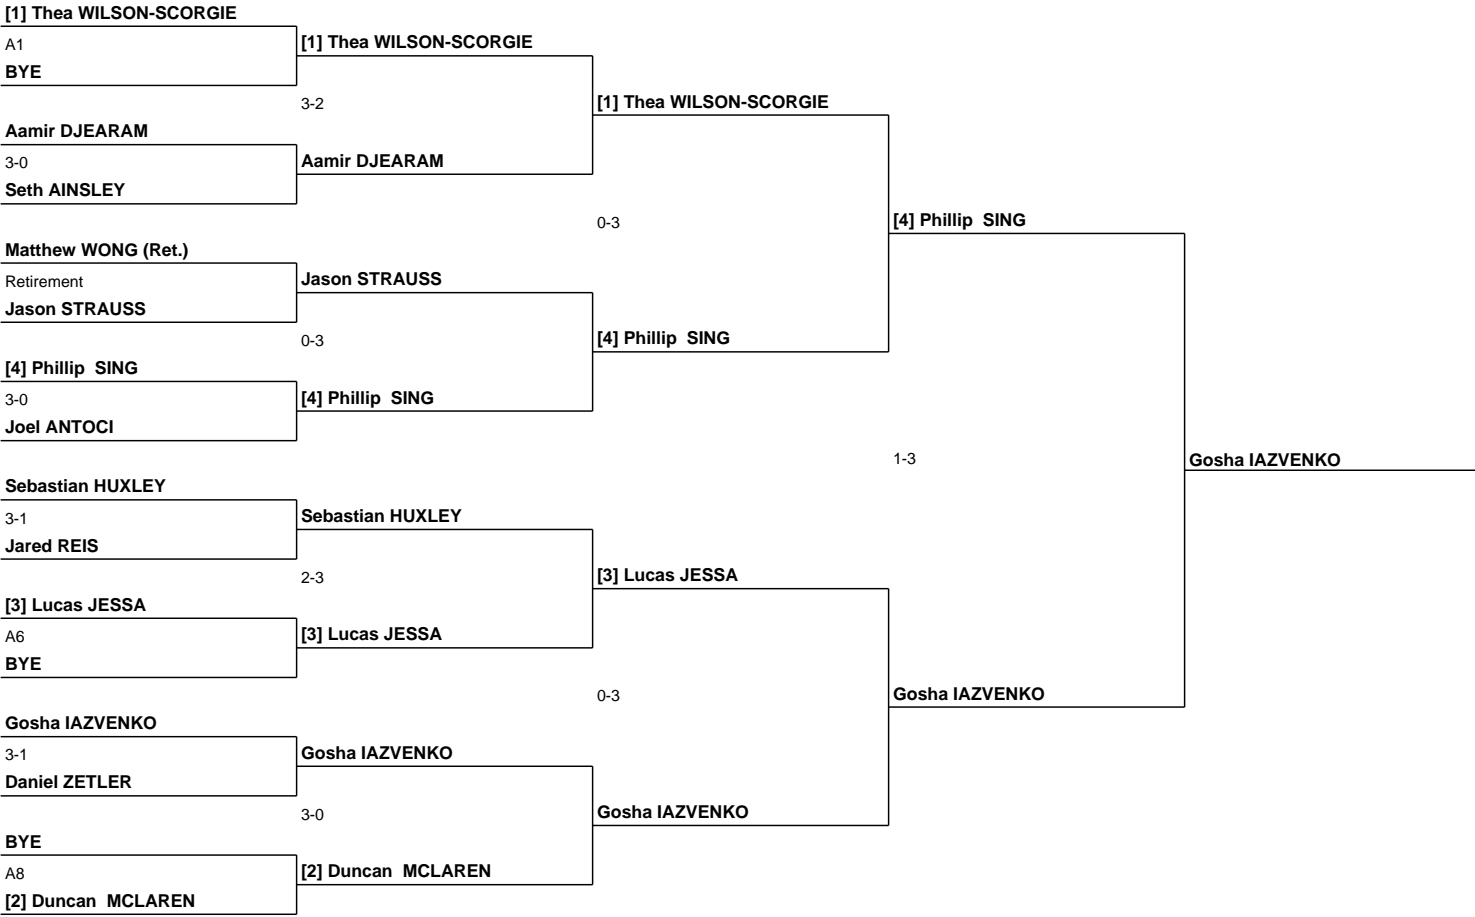 [1] Thea WILSON-SCORGIE
A1
BYE
Aamir DJEARAM
3-0
Seth AINSLEY
Matthew WONG (Ret.)
Retirement
Jason STRAUSS
[4] Phillip  SING
3-0
Joel ANTOCI
Sebastian HUXLEY
3-1
Jared REIS
[3] Lucas JESSA
A6
BYE
Gosha IAZVENKO
3-1
Daniel ZETLER
BYE
A8
[2] Duncan  MCLAREN
[1] Thea WILSON-SCORGIE
3-2
Aamir DJEARAM
Jason STRAUSS
0-3
[4] Phillip  SING
Sebastian HUXLEY
2-3
[3] Lucas JESSA
Gosha IAZVENKO
3-0
[2] Duncan  MCLAREN
[1] Thea WILSON-SCORGIE
0-3
[4] Phillip  SING
[3] Lucas JESSA
0-3
Gosha IAZVENKO
[4] Phillip  SING
1-3
Gosha IAZVENKO
Gosha IAZVENKO